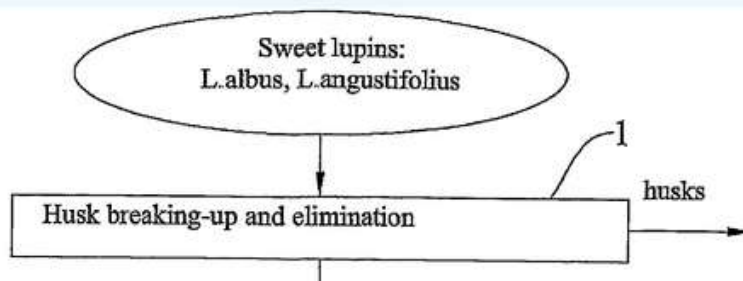 Sweet lupins:
L.albus, L.angustifolius
1
husks
Husk breaking-up and elimination